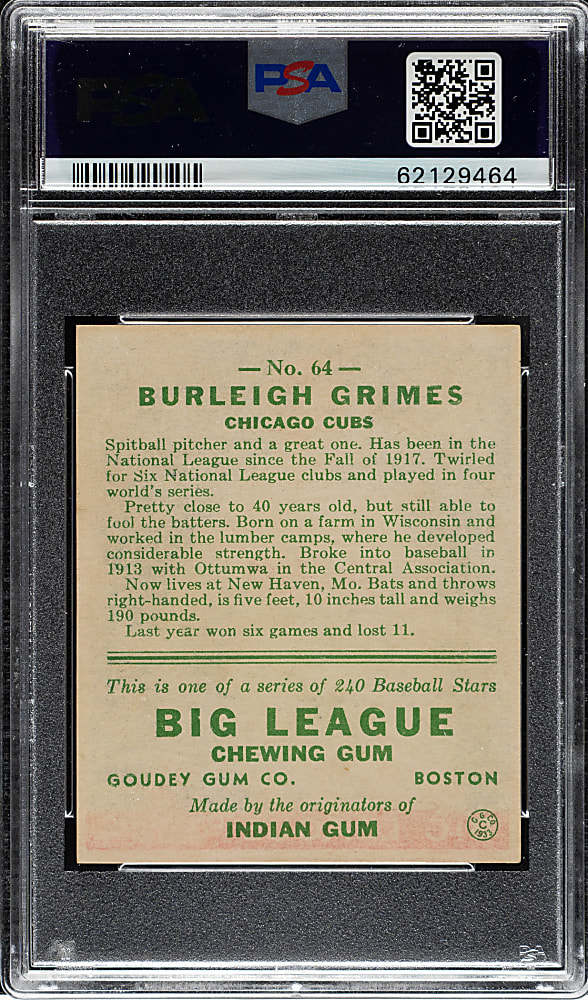 PSA
PSA
62129464
— No. 64 —
BURLEIGH GRIMES
CHICAGO CUBS
Spitball pitcher and a great one. Has been in the
National League since the Fall of 1917. Twirled
for Six National League clubs and played in four
world's series.
Pretty close to 40 years old, but still able to
fool the batters. Born on a farm in Wisconsin and
worked in the lumber camps, where he developed
considerable strength. Broke into baseball in
1913 with Ottumwa in the Central Association.
Now lives at New Haven, Mo. Bats and throws
right-handed, is five feet, 10 inches tall and weighs
190 pounds.
Last year won six games and lost 11.
This is one of a series of 240 Baseball Stars
BIG LEAGUE
CHEWING GUM
GOUDEY GUM CO. BOSTON
Made by the originators of
INDIAN GUM
G. G. CO.
C
1933
PSA